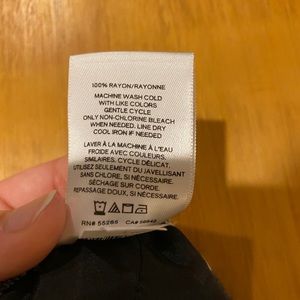 100% RAYON/RAYONNE
MACHINE WASH COLD
WITH LIKE COLORS
GENTLE CYCLE
ONLY NON-CHLORINE BLEACH
WHEN NEEDED. LINE DRY
COOL IRON IF NEEDED
LAVER À LA MACHINE À L'EAU
FROIDE AVEC COULEURS
SIMILAIRES. CYCLE DÉLICAT.
UTILISEZ SEULEMENT DU JAVELLISANT
SANS CHLORE, SI NÉCESSAIRE.
SÉCHAGE SUR CORDE.
REPASSAGE DOUX, SI NÉCESSAIRE.
RN# 55285 CA#